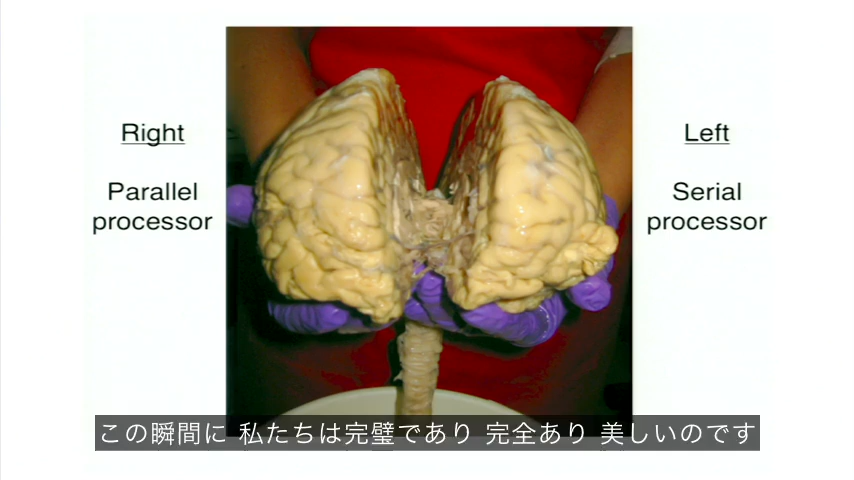 Right
Parallel
processor
Left
Serial
processor
この瞬間に 私たちは完璧であり 完全あり 美しいのです